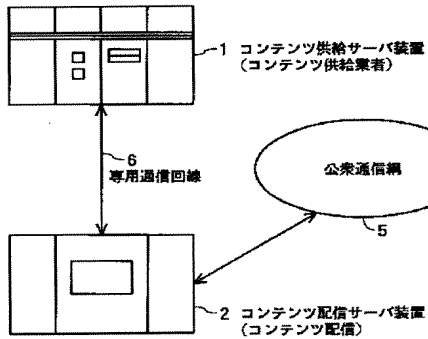 1 コンテンツ供給サーバ装置
(コンテンツ供給業者)
6
専用通信回線
公衆通信網
5
2 コンテンツ配信サーバ装置
(コンテンツ配信)